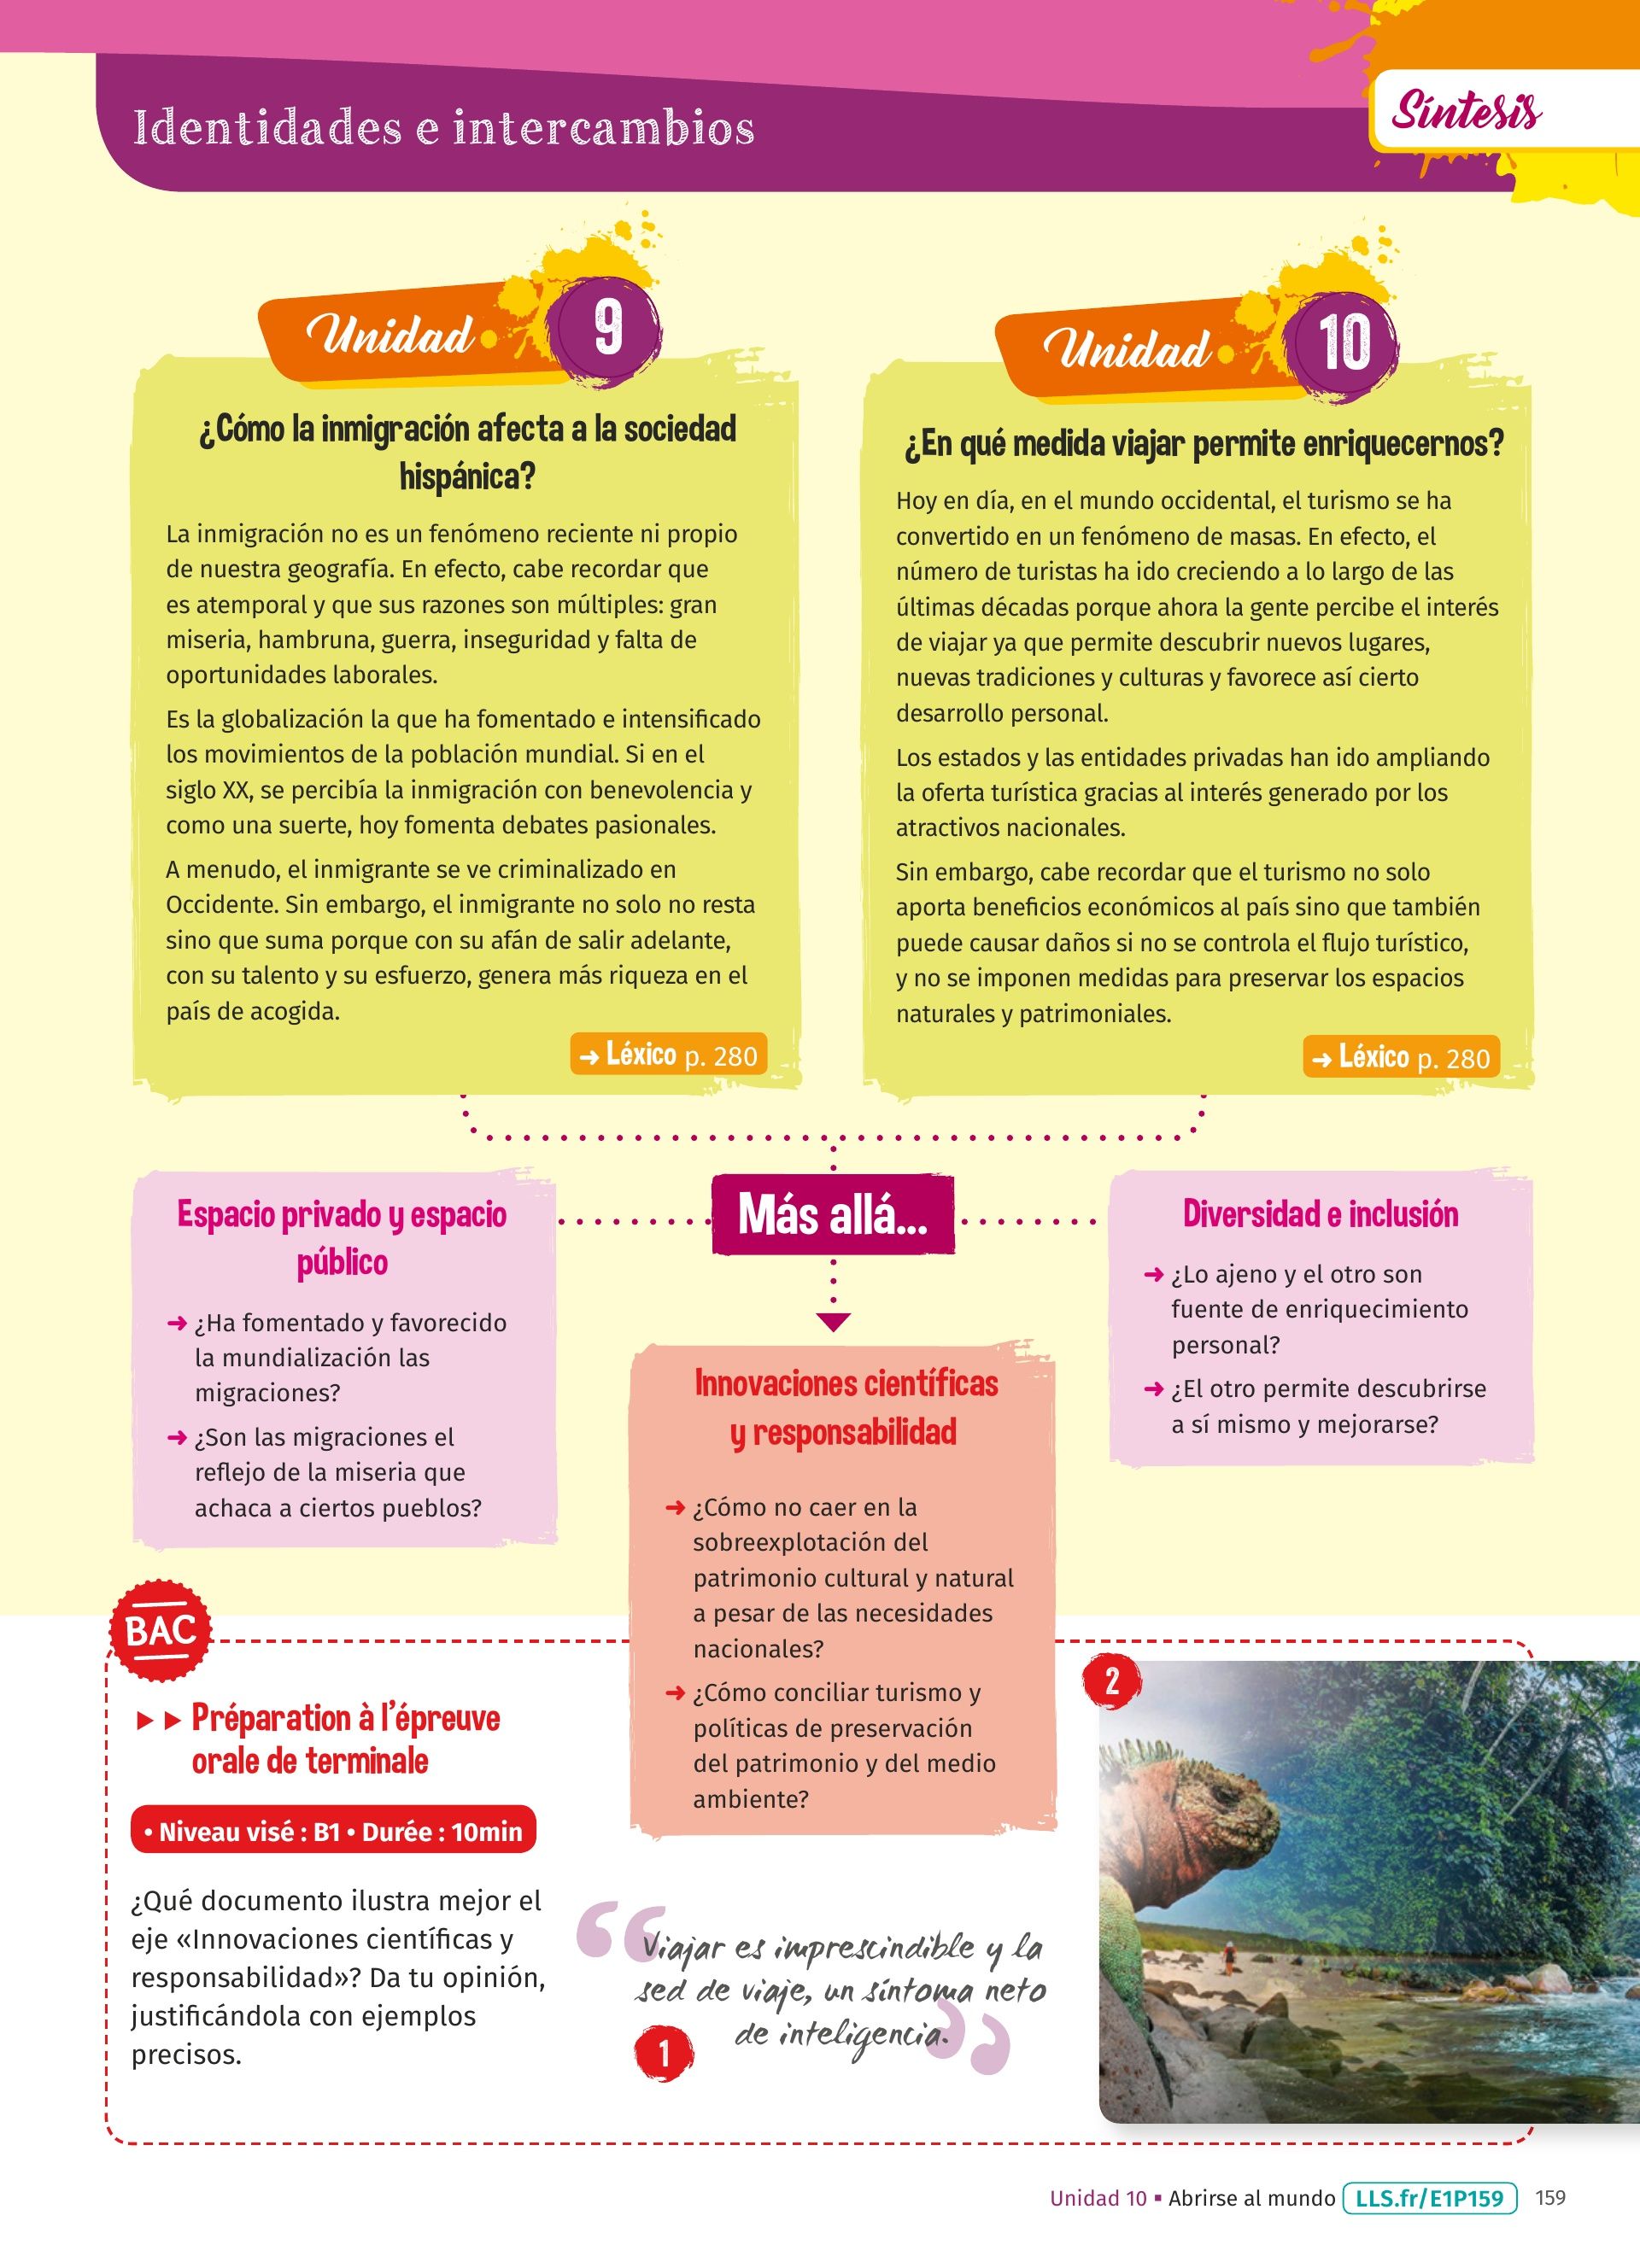 Identidades e intercambios
Síntesis
Unidad 9
¿Cómo la inmigración afecta a la sociedad
hispánica?
La inmigración no es un fenómeno reciente ni propio
de nuestra geografía. En efecto, cabe recordar que
es atemporal y que sus razones son múltiples: gran
miseria, hambruna, guerra, inseguridad y falta de
oportunidades laborales.
Es la globalización la que ha fomentado e intensificado
los movimientos de la población mundial. Si en el
siglo XX, se percibía la inmigración con benevolencia y
como una suerte, hoy fomenta debates pasionales.
A menudo, el inmigrante se ve criminalizado en
Occidente. Sin embargo, el inmigrante no solo no resta
sino que suma porque con su afán de salir adelante,
con su talento y su esfuerzo, genera más riqueza en el
país de acogida.
➜ Léxico p. 280
Unidad 10
¿En qué medida viajar permite enriquecernos?
Hoy en día, en el mundo occidental, el turismo se ha
convertido en un fenómeno de masas. En efecto, el
número de turistas ha ido creciendo a lo largo de las
últimas décadas porque ahora la gente percibe el interés
de viajar ya que permite descubrir nuevos lugares,
nuevas tradiciones y culturas y favorece así cierto
desarrollo personal.
Los estados y las entidades privadas han ido ampliando
la oferta turística gracias al interés generado por los
atractivos nacionales.
Sin embargo, cabe recordar que el turismo no solo
aporta beneficios económicos al país sino que también
puede causar daños si no se controla el flujo turístico,
y no se imponen medidas para preservar los espacios
naturales y patrimoniales.
➜ Léxico p. 280
Más allá...
Espacio privado y espacio
público
➜ ¿Ha fomentado y favorecido
la mundialización las
migraciones?
➜ ¿Son las migraciones el
reflejo de la miseria que
achaca a ciertos pueblos?
Innovaciones científicas
y responsabilidad
➜ ¿Cómo no caer en la
sobreexplotación del
patrimonio cultural y natural
a pesar de las necesidades
nacionales?
➜ ¿Cómo conciliar turismo y
políticas de preservación
del patrimonio y del medio
ambiente?
Diversidad e inclusión
➜ ¿Lo ajeno y el otro son
fuente de enriquecimiento
personal?
➜ ¿El otro permite descubrirse
a sí mismo y mejorarse?
BAC
▶▶ Préparation à l'épreuve
orale de terminale
• Niveau visé : B1 • Durée : 10min
¿Qué documento ilustra mejor el
eje «Innovaciones científicas y
responsabilidad»? Da tu opinión,
justificándola con ejemplos
precisos.
“Viajar es imprescindible y la
sed de viaje, un síntoma neto
de inteligencia.”
1
2
Unidad 10 ▪ Abrirse al mundo LLS.fr/E1P159 159